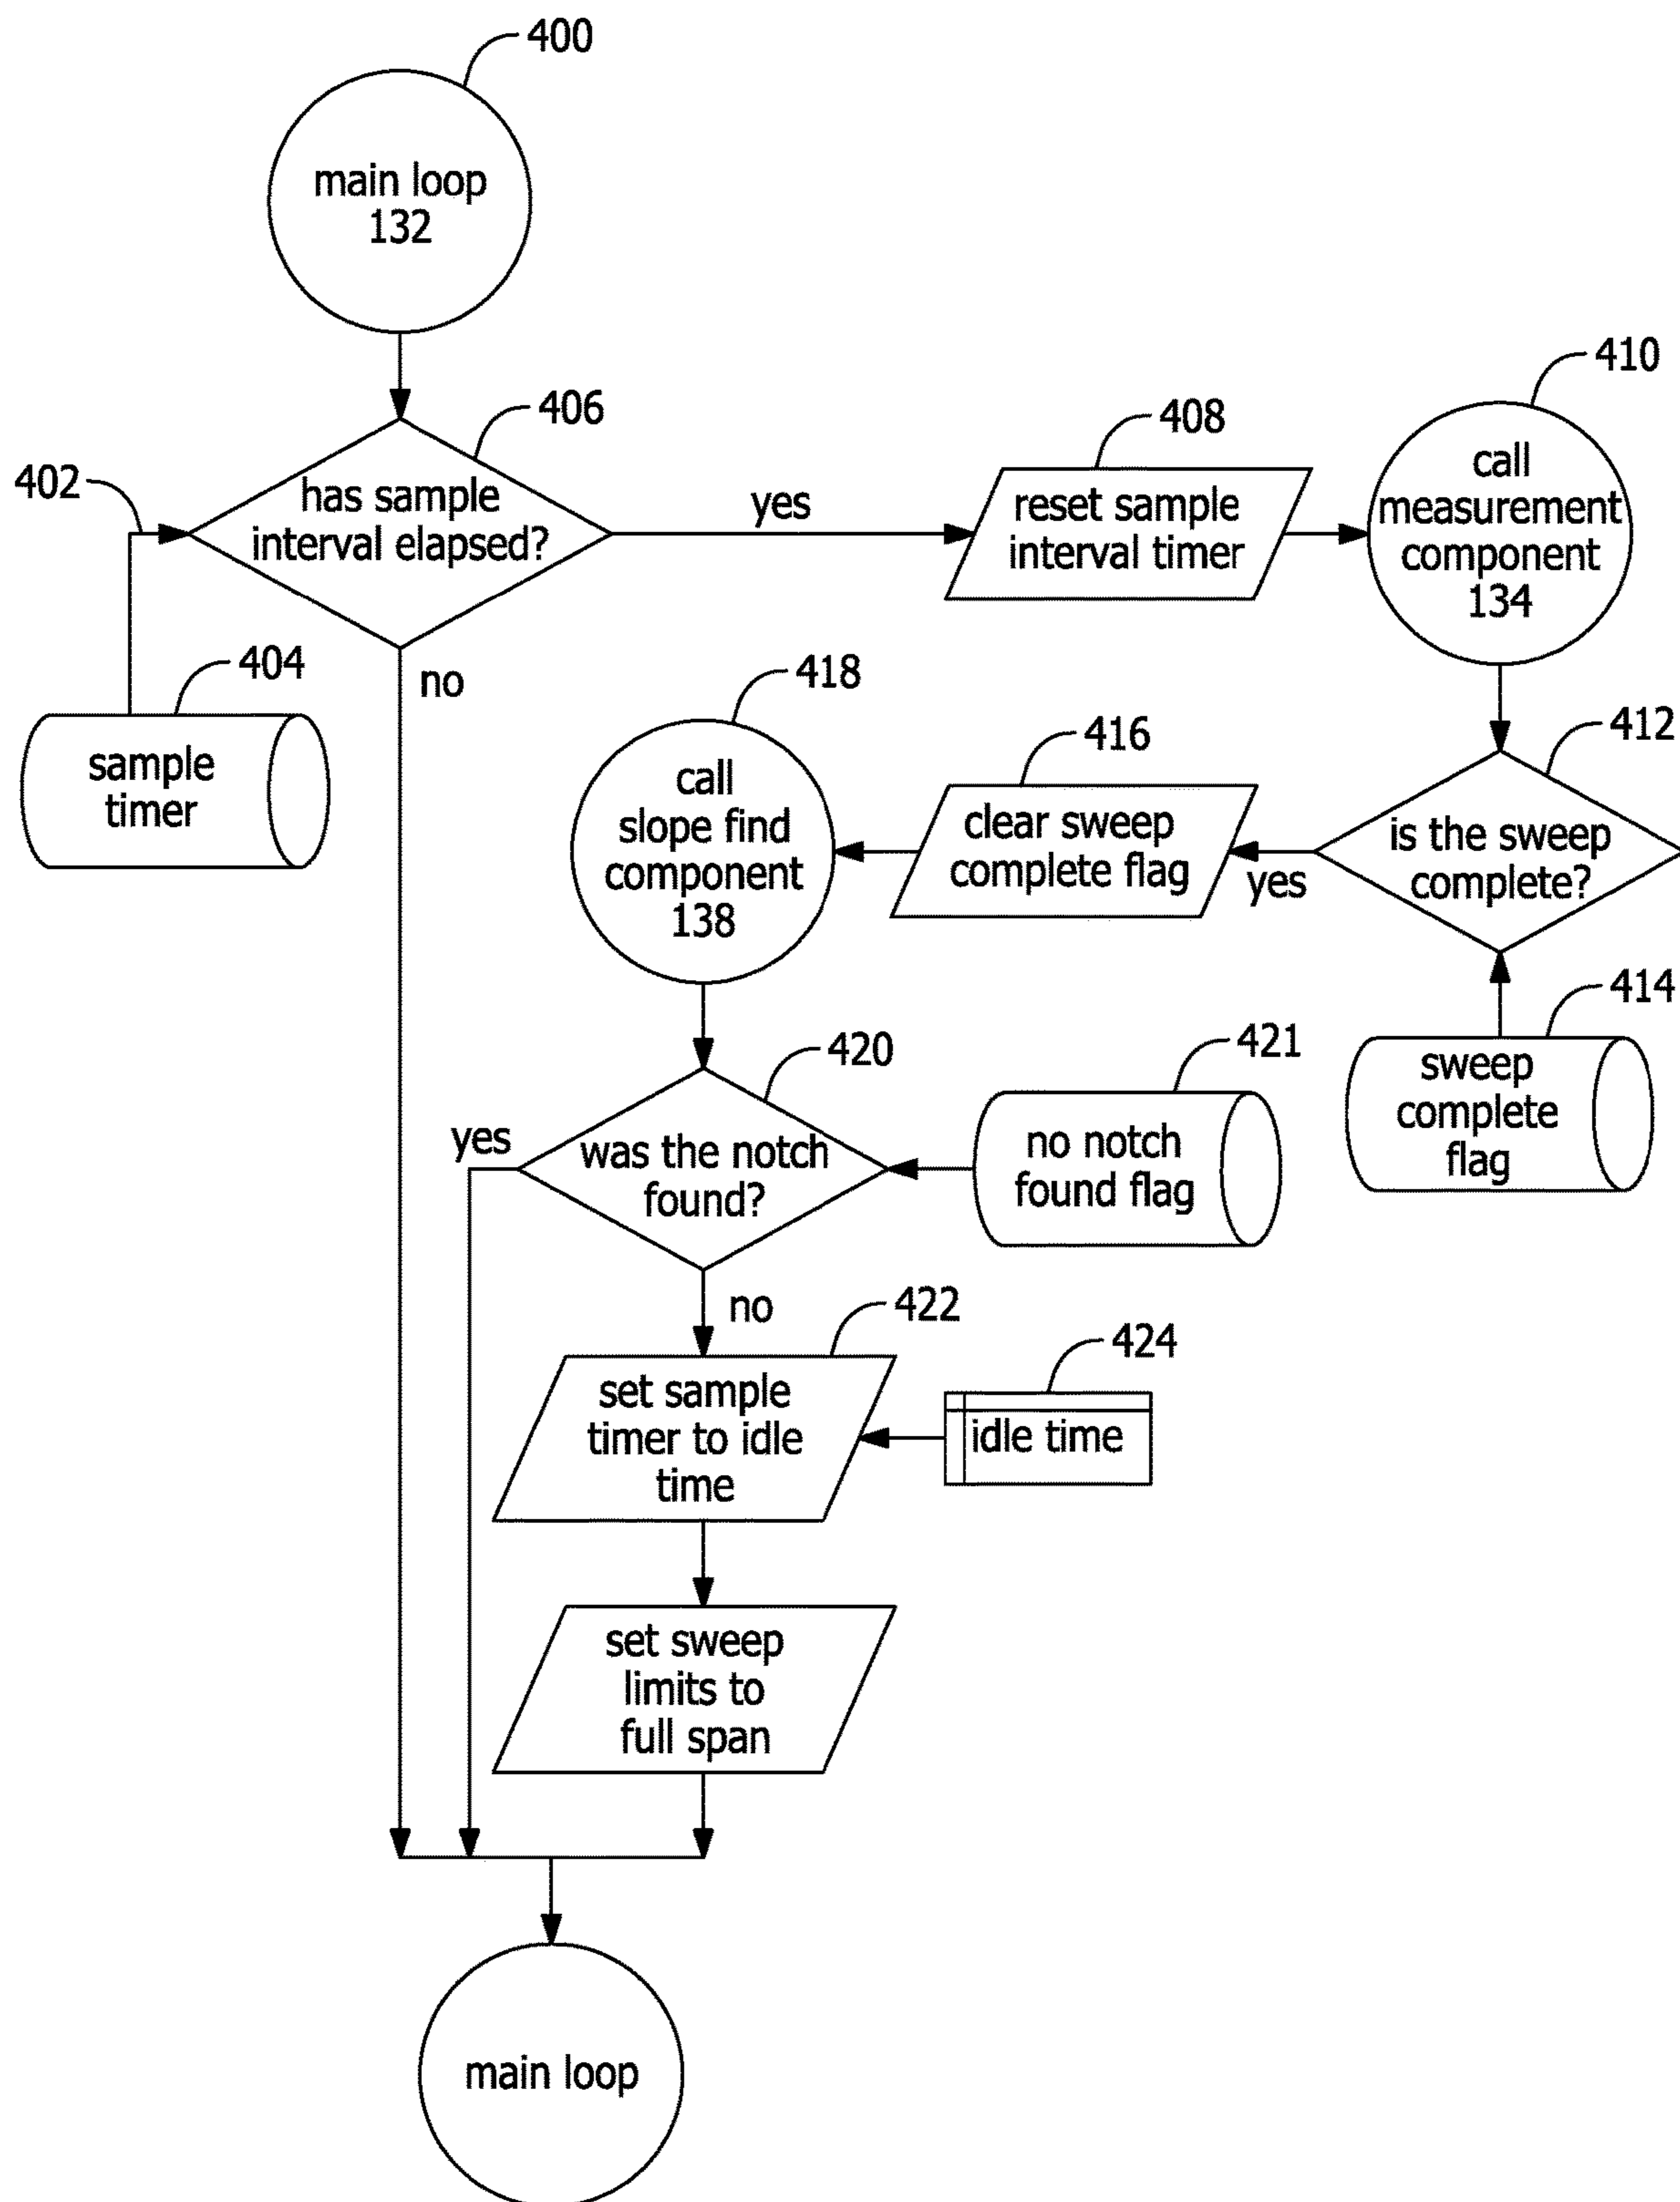 400
main loop
132
410
406
408
402
has sample
interval elapsed?
yes
reset sample
interval timer
call
measurement
component
134
404
no
418
416
412
sample
timer
call
slope find
component
138
clear sweep
complete flag
yes
is the sweep
complete?
414
420
421
sweep
complete
flag
yes
was the notch
found?
no notch
found flag
no
422
424
set sample
timer to idle
time
idle time
set sweep
limits to
full span
main loop